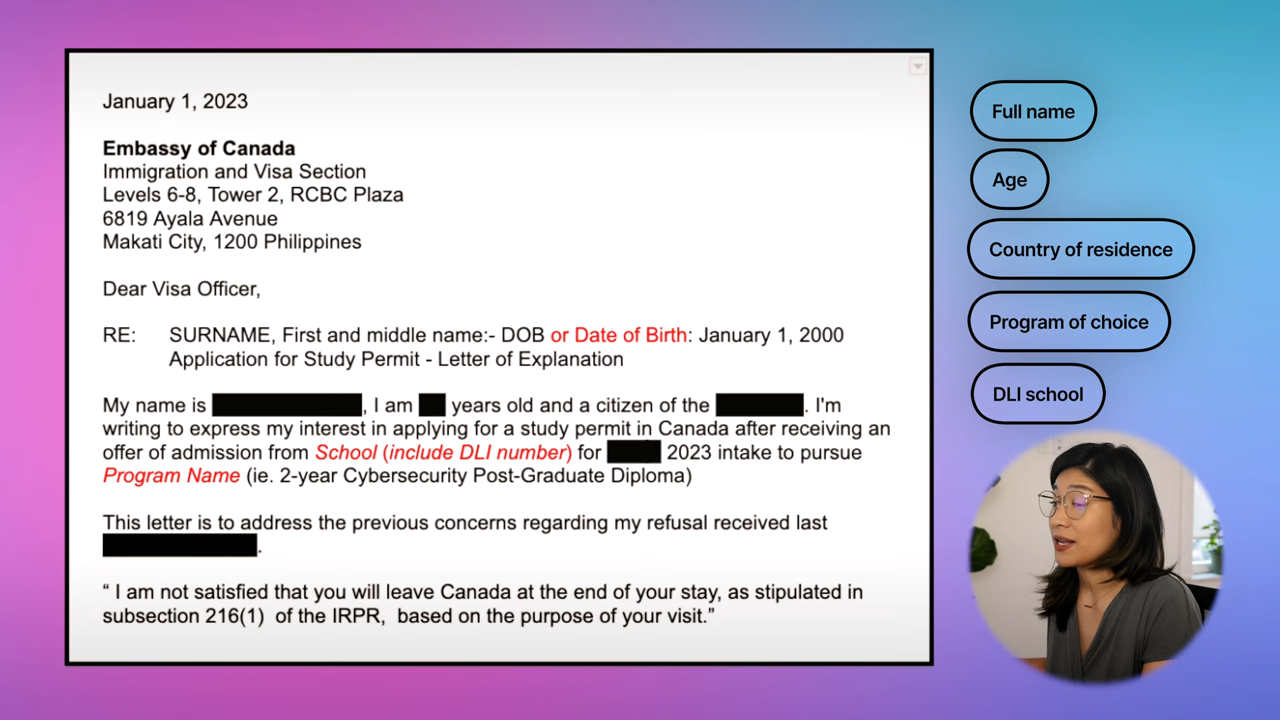 January 1, 2023
Embassy of Canada
Immigration and Visa Section
Levels 6-8, Tower 2, RCBC Plaza
6819 Ayala Avenue
Makati City, 1200 Philippines
Dear Visa Officer,
RE: SURNAME, First and middle name:- DOB or Date of Birth: January 1, 2000
Application for Study Permit - Letter of Explanation
My name is , I am years old and a citizen of the . I'm
writing to express my interest in applying for a study permit in Canada after receiving an
offer of admission from School (include DLI number) for 2023 intake to pursue
Program Name (ie. 2-year Cybersecurity Post-Graduate Diploma)
This letter is to address the previous concerns regarding my refusal received last
.
“ I am not satisfied that you will leave Canada at the end of your stay, as stipulated in
subsection 216(1) of the IRPR, based on the purpose of your visit.”
Full name
Age
Country of residence
Program of choice
DLI school